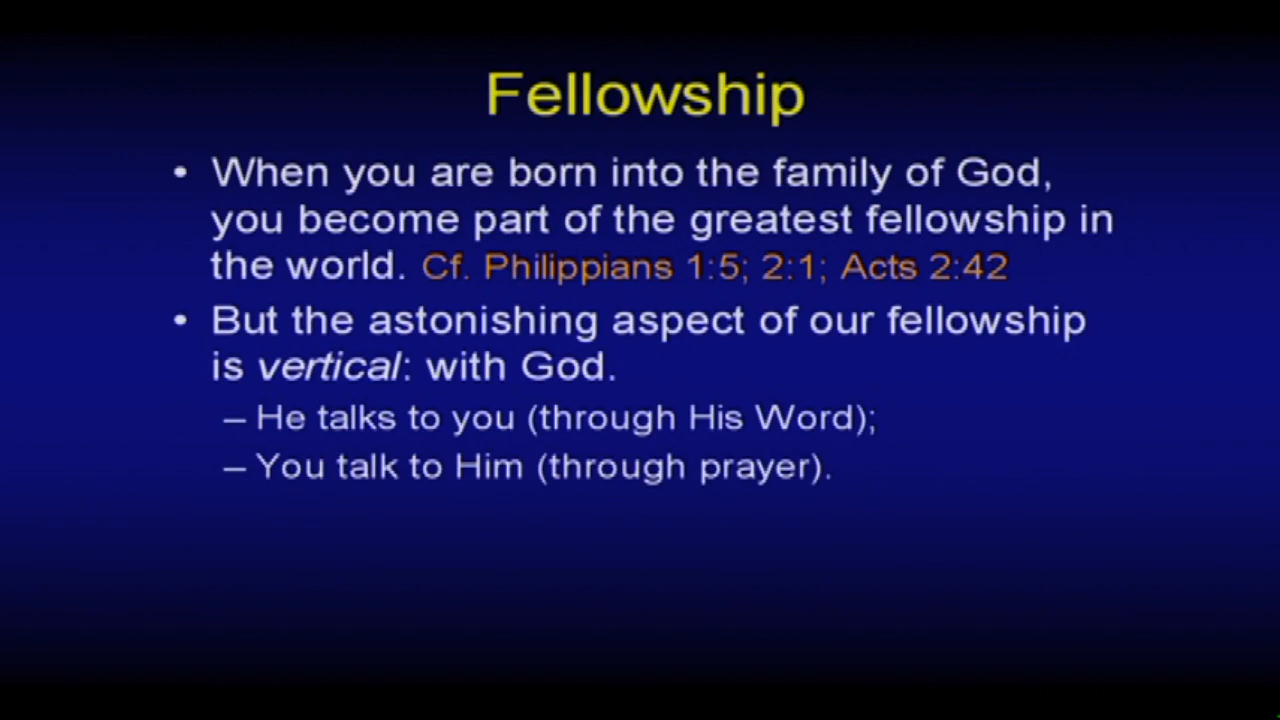 Fellowship
• When you are born into the family of God,
you become part of the greatest fellowship in
the world. Cf. Philippians 1:5; 2:1; Acts 2:42
• But the astonishing aspect of our fellowship
is vertical: with God.
– He talks to you (through His Word);
– You talk to Him (through prayer).